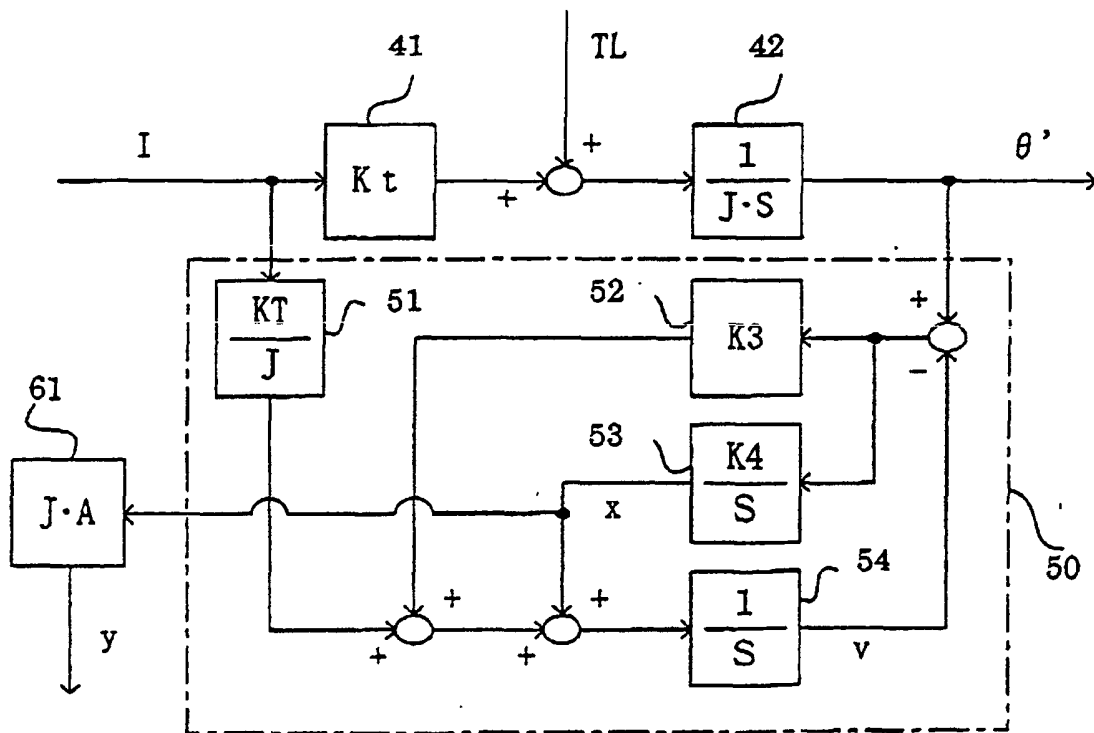 41
TL
42
I
Kt
+
+
1
J·S
θ'
KT
J
51
52
K3
+
−
61
J·A
53
K4
S
x
50
54
+
+
+
+
1
S
v
y